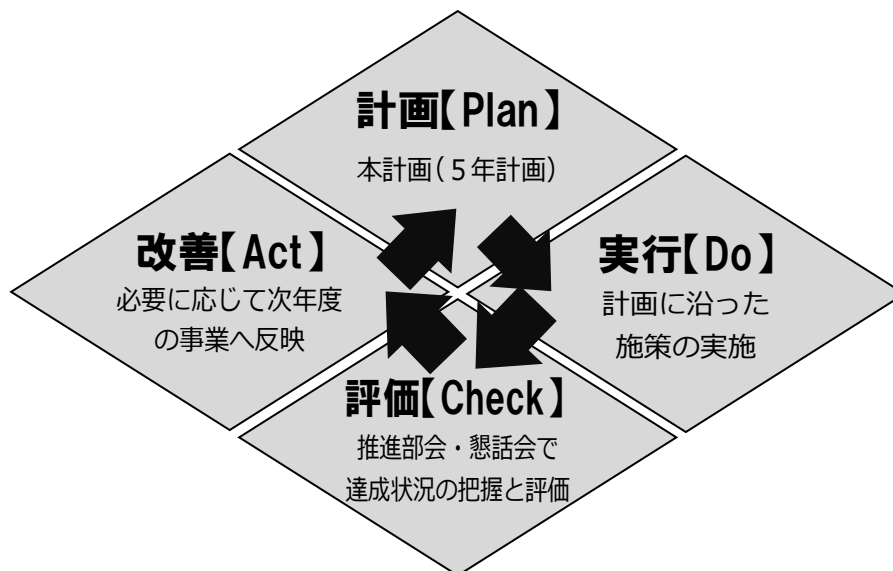 計画【Plan】
本計画(５年計画)
改善【Act】
必要に応じて次年度
の事業へ反映
実行【Do】
計画に沿った
施策の実施
評価【Check】
推進部会・懇話会で
達成状況の把握と評価